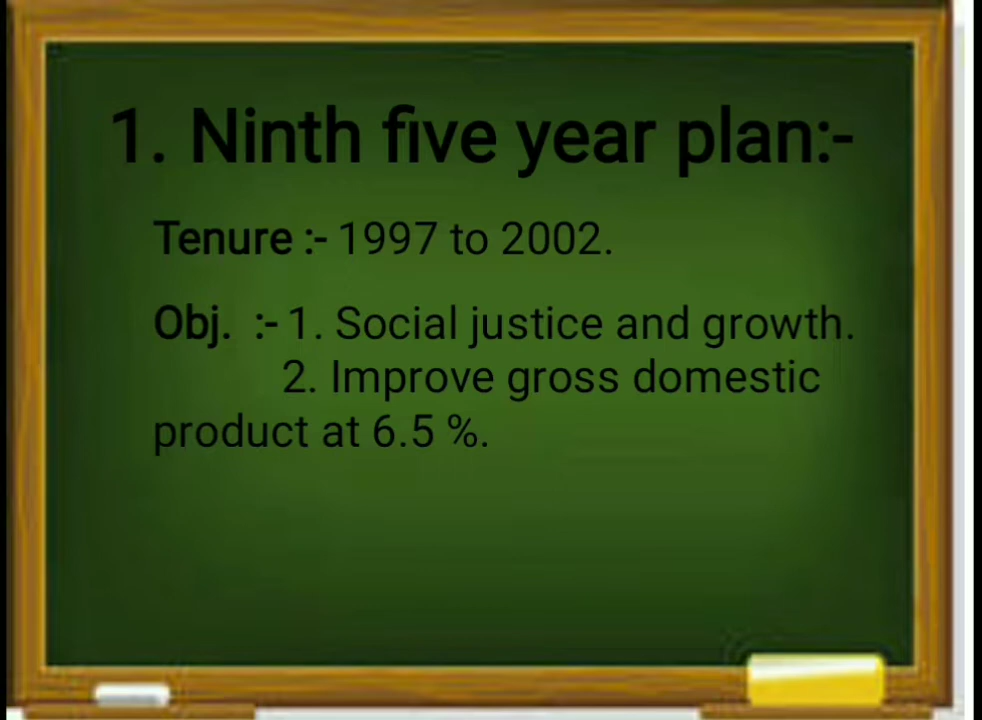 1. Ninth five year plan:-
Tenure :- 1997 to 2002.
Obj. :- 1. Social justice and growth.
2. Improve gross domestic
product at 6.5 %.